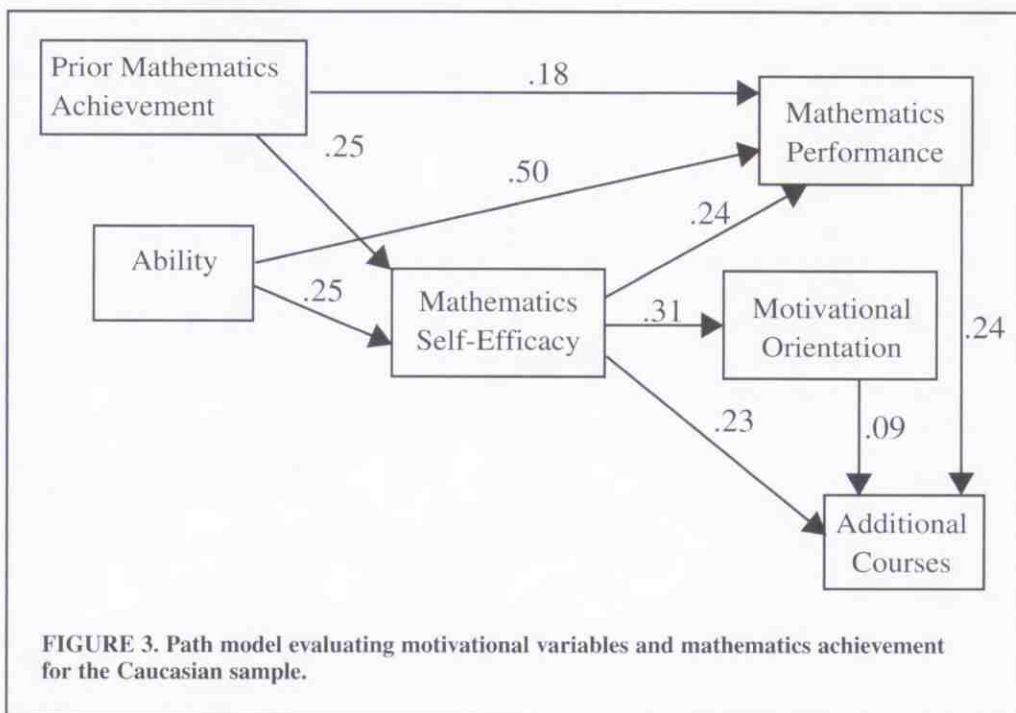 Prior Mathematics
Achievement
.18
Mathematics
Performance
.25
.50
.24
Ability
.25
Mathematics
Self-Efficacy
.31
Motivational
Orientation
.24
.23
.09
Additional
Courses
FIGURE 3. Path model evaluating motivational variables and mathematics achievement
for the Caucasian sample.